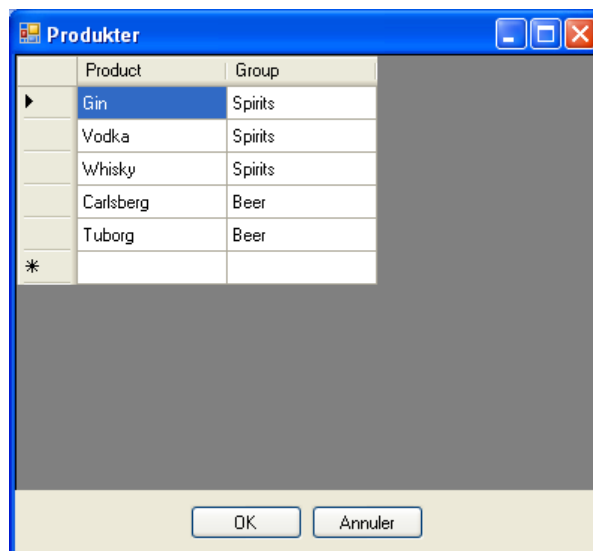 Produkter
Product Group
Gin Spirits
Vodka Spirits
Whisky Spirits
Carlsberg Beer
Tuborg Beer
OK Annuler